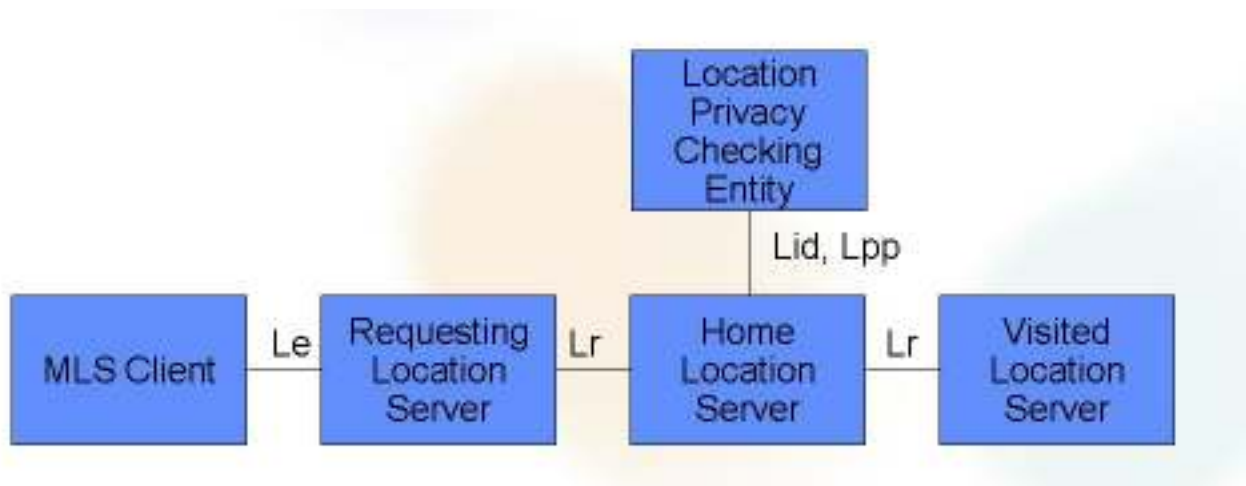 Location
Privacy
Checking
Entity
Lid, Lpp
MLS Client
Le
Requesting
Location
Server
Lr
Home
Location
Server
Lr
Visited
Location
Server